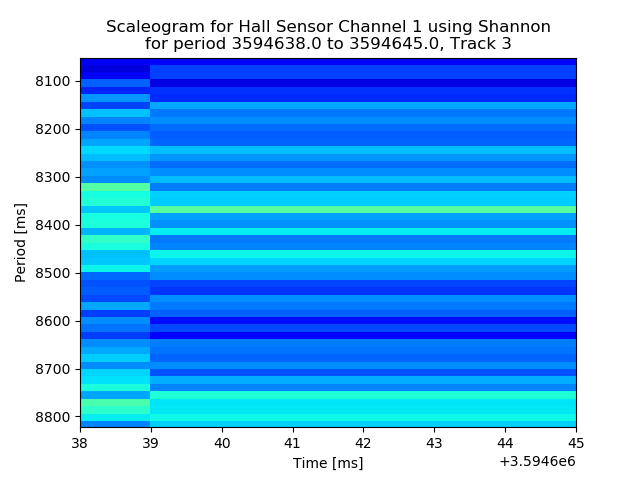 Scaleogram for Hall Sensor Channel 1 using Shannon
for period 3594638.0 to 3594645.0, Track 3
8100
8200
8300
8400
8500
8600
8700
8800
Period [ms]
38 39 40 41 42 43 44 45
Time [ms]
+3.5946e6